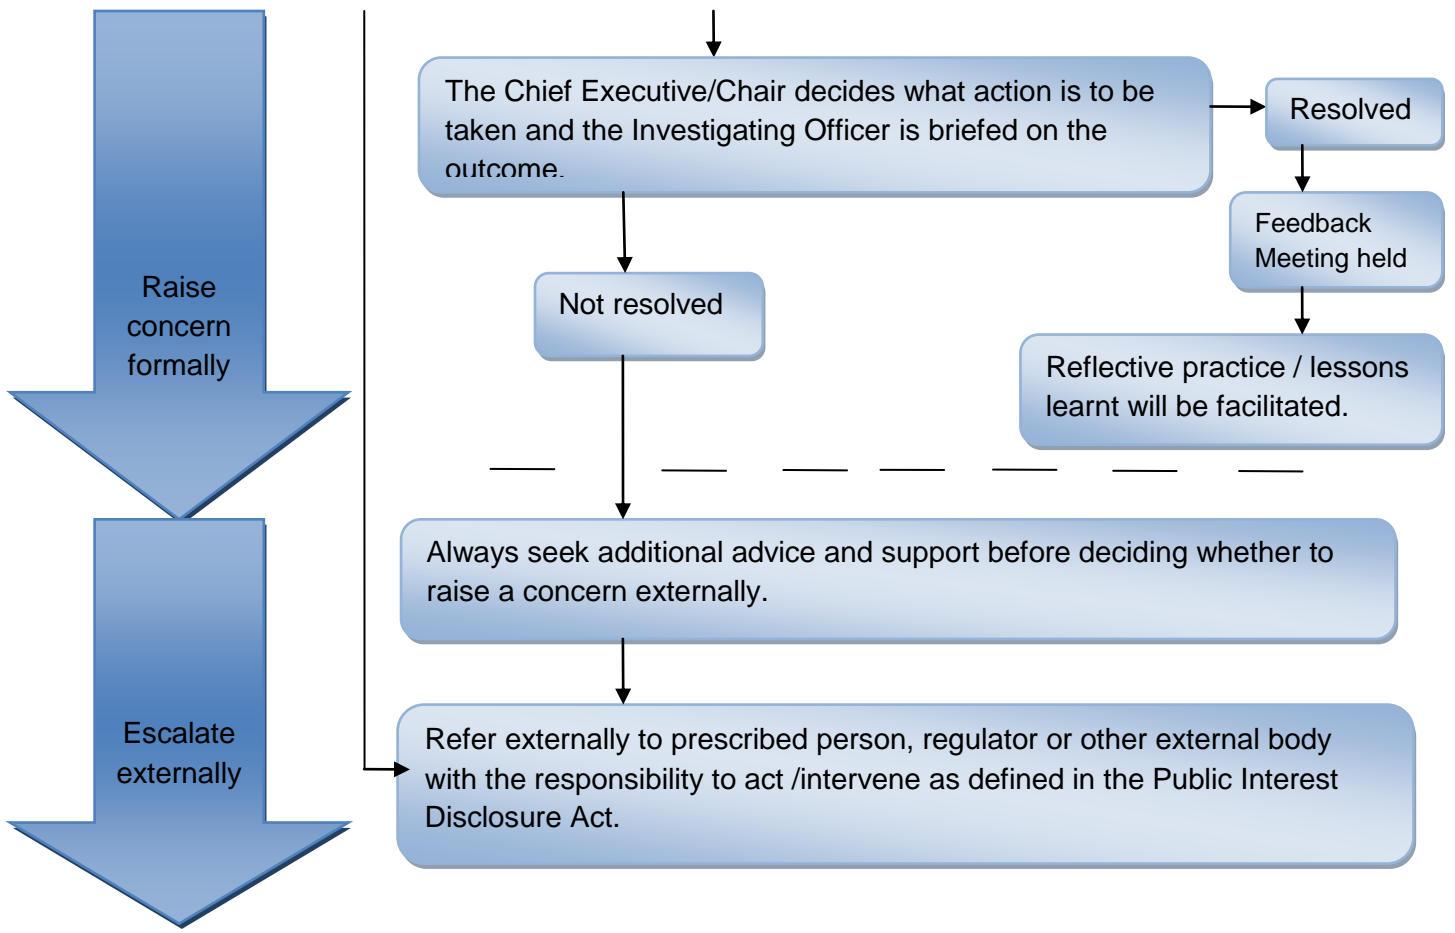 The Chief Executive/Chair decides what action is to be
taken and the Investigating Officer is briefed on the
outcome.
Resolved
Feedback
Meeting held
Raise
concern
formally
Not resolved
Reflective practice / lessons
learnt will be facilitated.
Always seek additional advice and support before deciding whether to
raise a concern externally.
Escalate
externally
Refer externally to prescribed person, regulator or other external body
with the responsibility to act /intervene as defined in the Public Interest
Disclosure Act.